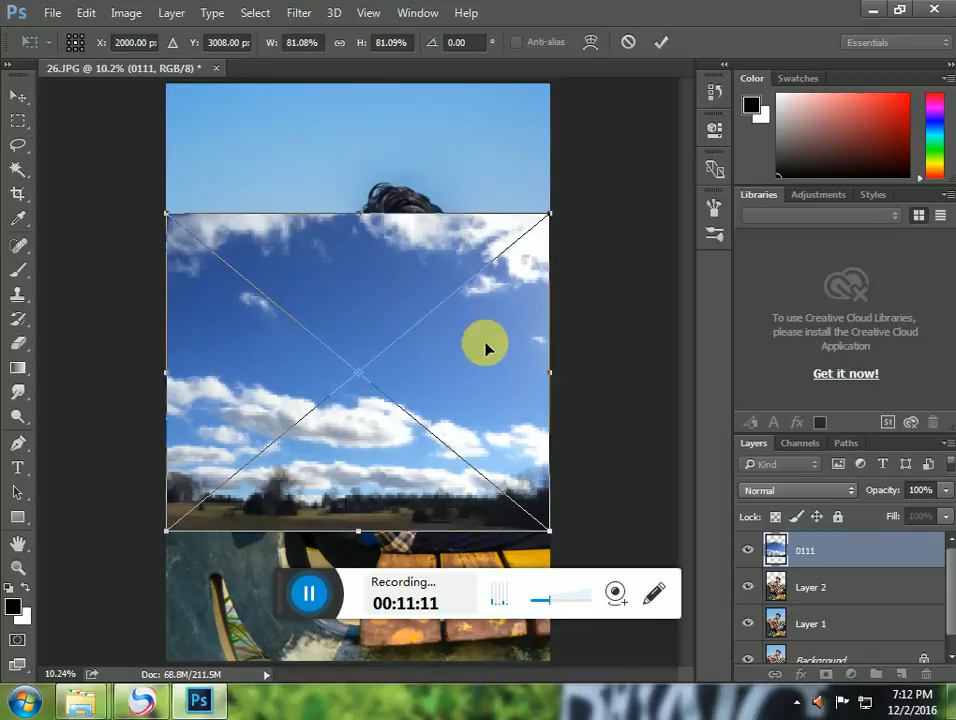 Ps File Edit Image Layer Type Select Filter 3D View Window Help
X: 2000.00 p: Y: 3008.00 p: W: 81.08% H: 81.09% 0.00 ° Anti-alias Essentials
26.JPG @ 10.2% (0111, RGB/8) * ×
Color Swatches
Libraries Adjustments Styles
To use Creative Cloud Libraries,
please install the Creative Cloud
Application
Get it now!
Layers Channels Paths
Kind
Normal Opacity: 100%
Lock: Fill: 100%
0111
Layer 2
Layer 1
Background
Recording...
00:11:11
10.24% Doc: 68.8M/211.5M
Ps
7:12 PM
12/2/2016